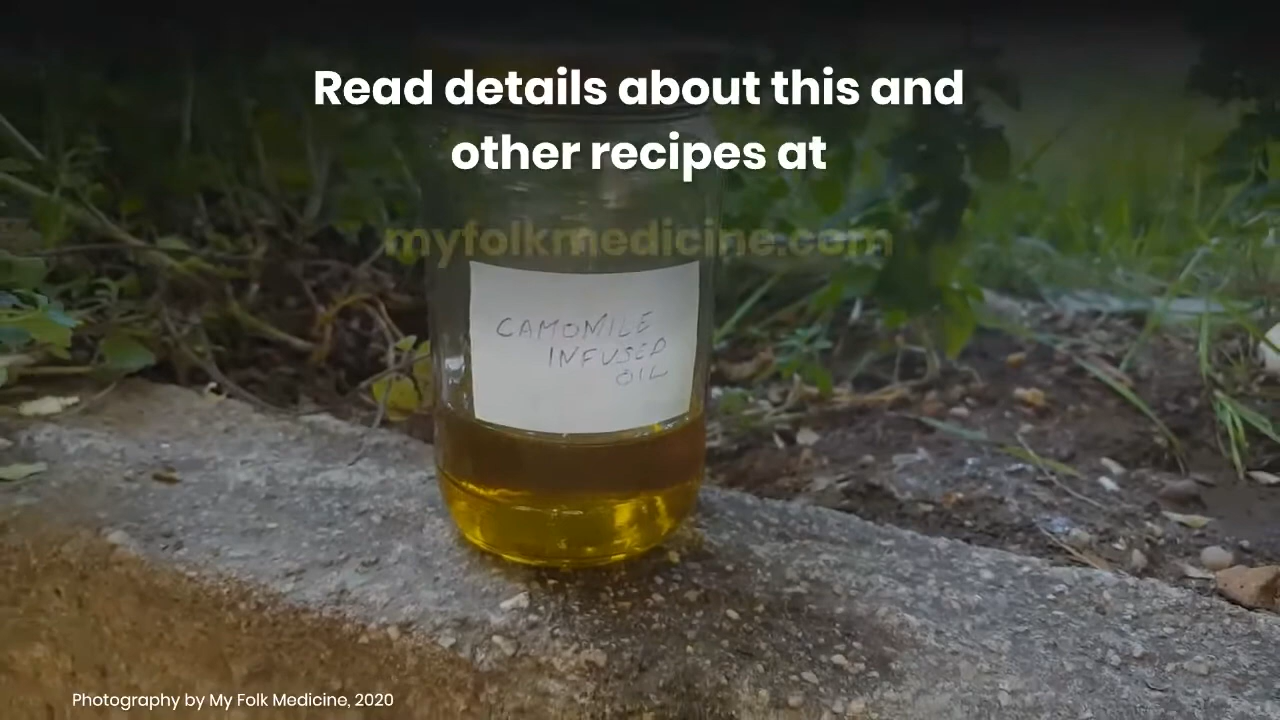 Read details about this and
other recipes at
myfolkmedicine.com
CAMOMILE
INFUSED
OIL
Photography by My Folk Medicine, 2020